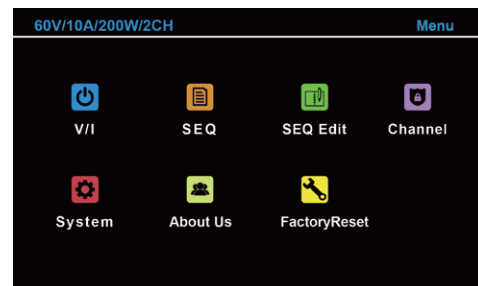 60V/10A/200W/2CH Menu
V/I SEQ SEQ Edit Channel
System About Us FactoryReset